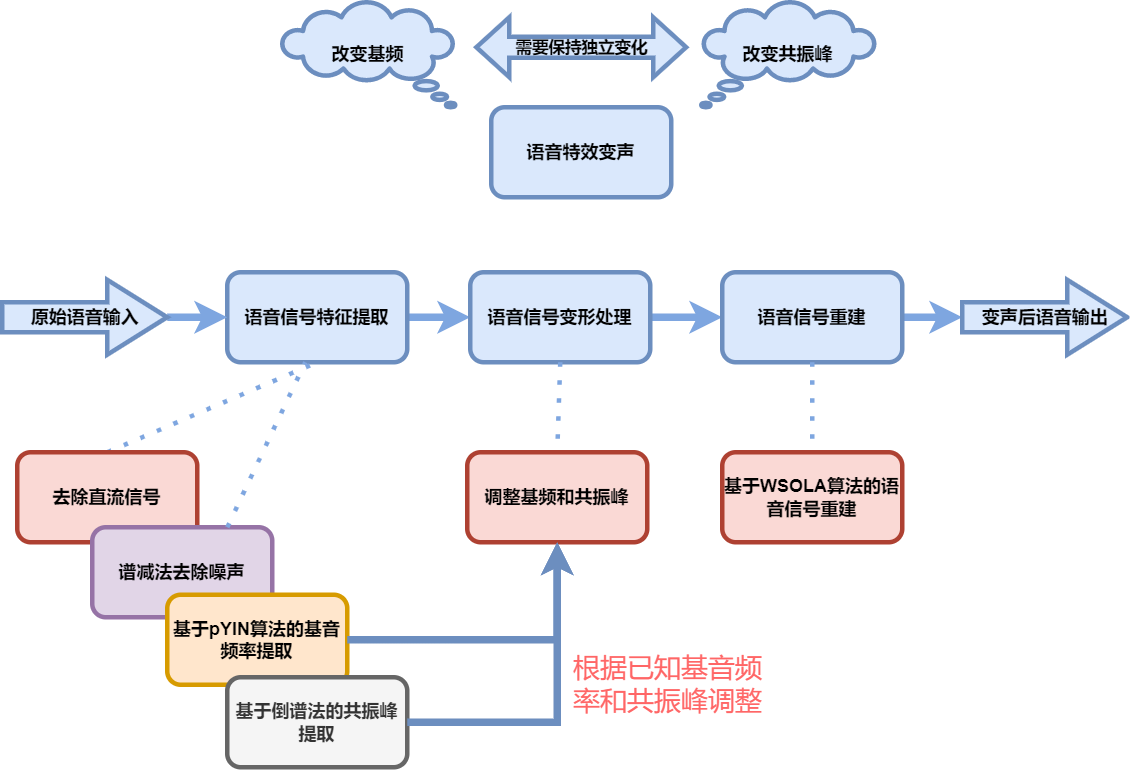 改变基频
需要保持独立变化
改变共振峰
语音特效变声
原始语音输入
语音信号特征提取
语音信号变形处理
语音信号重建
变声后语音输出
去除直流信号
调整基频和共振峰
基于WSOLA算法的语
音信号重建
谱减法去除噪声
基于pYIN算法的基音
频率提取
根据已知基音频
率和共振峰调整
基于倒谱法的共振峰
提取